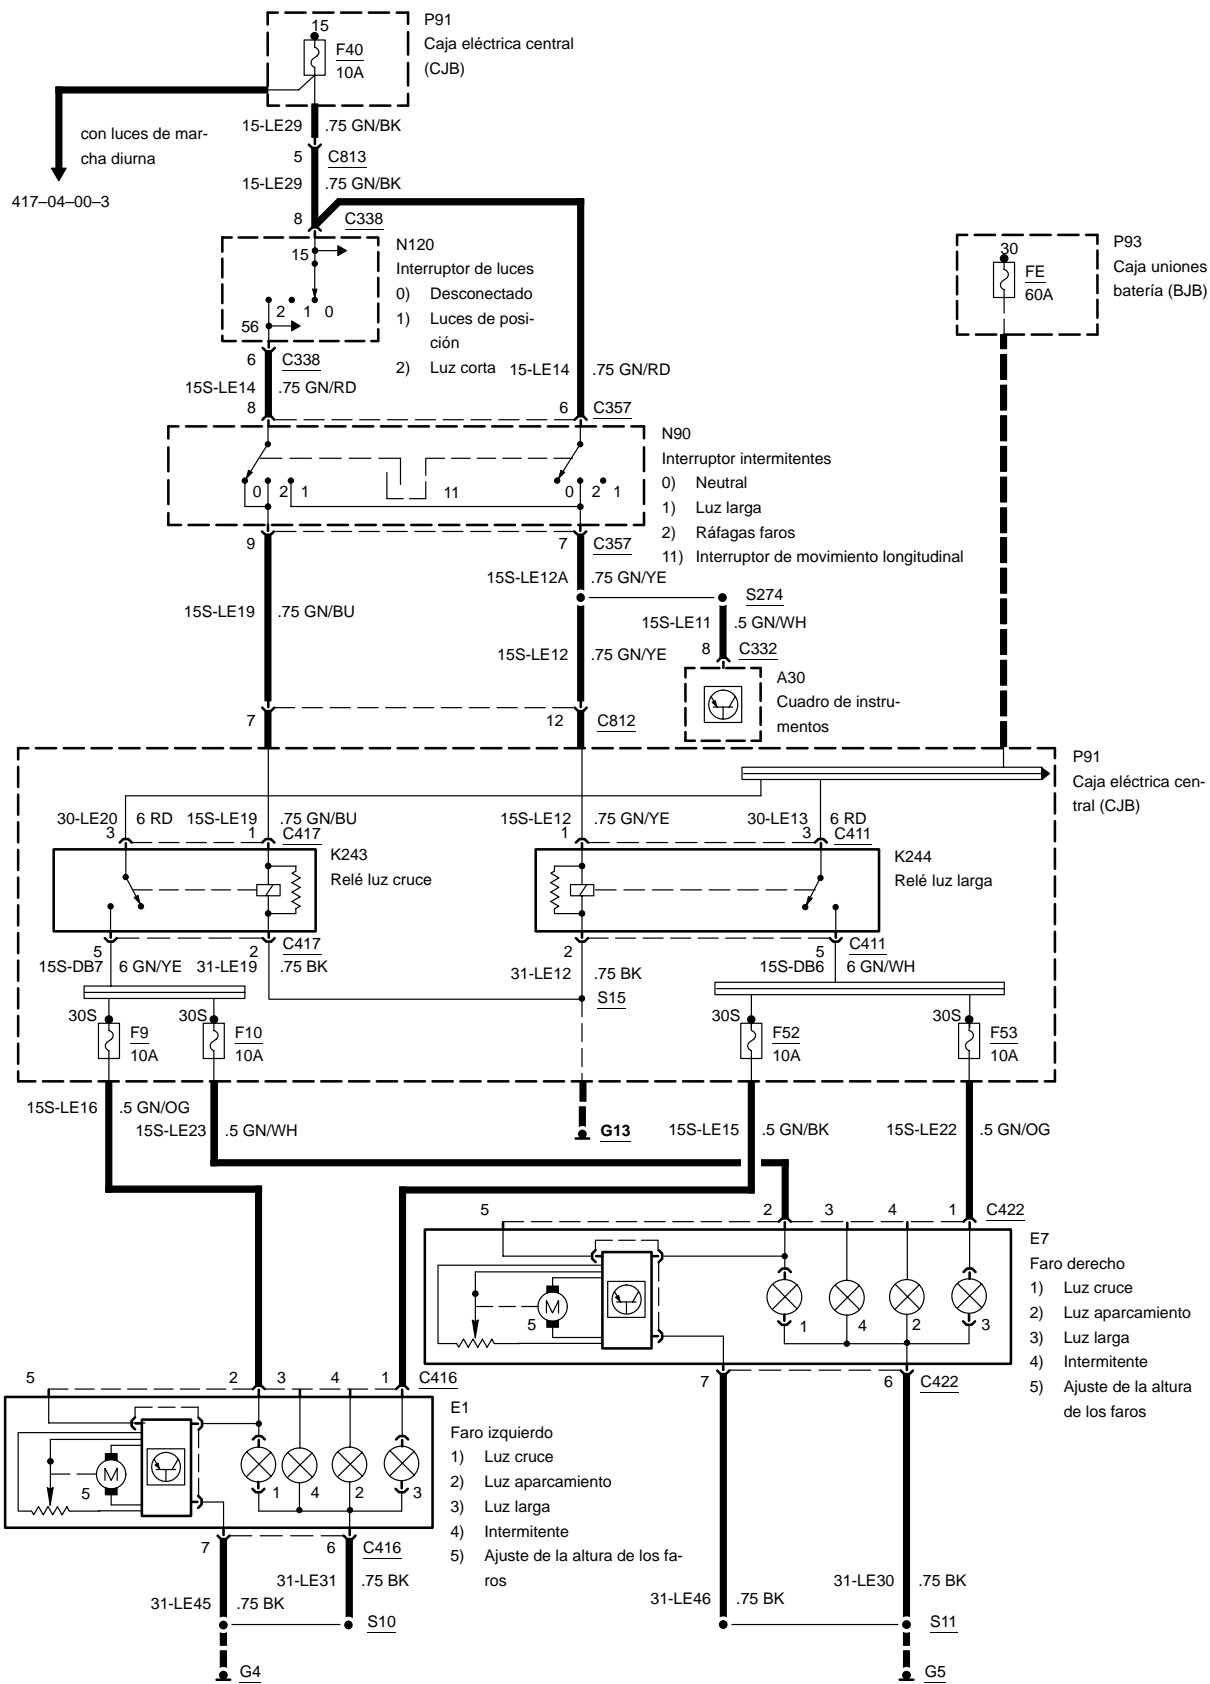 15
F40
10A
P91
Caja eléctrica central
(CJB)
con luces de mar-
cha diurna
417–04–00–3
15-LE29 .75 GN/BK
5 C813
15-LE29 .75 GN/BK
8 C338
15
2 1 0
56
N120
Interruptor de luces
0) Desconectado
1) Luces de posi-
ción
2) Luz corta
30
FE
60A
P93
Caja uniones
batería (BJB)
6 C338
15S-LE14 .75 GN/RD
15-LE14 .75 GN/RD
8 6 C357
0 2 1 11 0 2 1
N90
Interruptor intermitentes
0) Neutral
1) Luz larga
2) Ráfagas faros
11) Interruptor de movimiento longitudinal
9 7 C357
15S-LE12A .75 GN/YE
S274
15S-LE19 .75 GN/BU
15S-LE11 .5 GN/WH
15S-LE12 .75 GN/YE
8 C332
A30
Cuadro de instru-
mentos
7 12 C812
P91
Caja eléctrica cen-
tral (CJB)
30-LE20 6 RD 15S-LE19 .75 GN/BU 15S-LE12 .75 GN/YE 30-LE13 6 RD
3 1 C417 1 3 C411
K243
Relé luz cruce
K244
Relé luz larga
5 2 C417 2 5 C411
15S-DB7 6 GN/YE 31-LE19 .75 BK 31-LE12 .75 BK 15S-DB6 6 GN/WH
S15
30S 30S 30S 30S
F9 F10 F52 F53
10A 10A 10A 10A
15S-LE16 .5 GN/OG
15S-LE23 .5 GN/WH
G13
15S-LE15 .5 GN/BK
15S-LE22 .5 GN/OG
5 2 3 4 1 C422
M
5 1 4 2 3
E7
Faro derecho
1) Luz cruce
2) Luz aparcamiento
3) Luz larga
4) Intermitente
5) Ajuste de la altura
de los faros
7 6 C422
5 2 3 4 1 C416
M
5 1 4 2 3
E1
Faro izquierdo
1) Luz cruce
2) Luz aparcamiento
3) Luz larga
4) Intermitente
5) Ajuste de la altura de los fa-
ros
7 6 C416
31-LE31 .75 BK
31-LE45 .75 BK
31-LE30 .75 BK
31-LE46 .75 BK
S10
S11
G4
G5